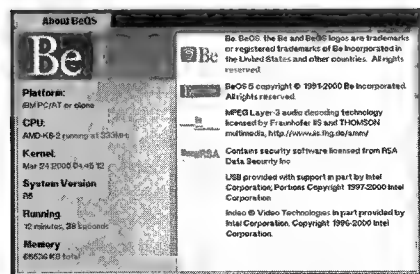 About BeOS
Be
Platform:
IBM PC/AT or clone
CPU:
AMD-K6-2 running at 333MHz
Kernel:
Mar 24 2000 04:45:12
System Version
R5
Running
12 minutes, 38 seconds
Memory
65536 KB total
Be, BeOS, the Be and BeOS logos are trademarks
or registered trademarks of Be Incorporated in
the United States and other countries. All rights
reserved.
Be
BeOS 5 copyright © 1991-2000 Be Incorporated.
All rights reserved.
MPEG Layer-3 audio decoding technology
licensed by Fraunhofer IIS and THOMSON
multimedia, http://www.iis.fhg.de/amm/
RSA
Contains security software licensed from RSA
Data Security Inc
USB provided with support in part by Intel
Corporation; Portions Copyright 1997-2000 Intel
Corporation
Indeo ® Video Technologies in part provided by
Intel Corporation. Copyright 1996-2000 Intel
Corporation.